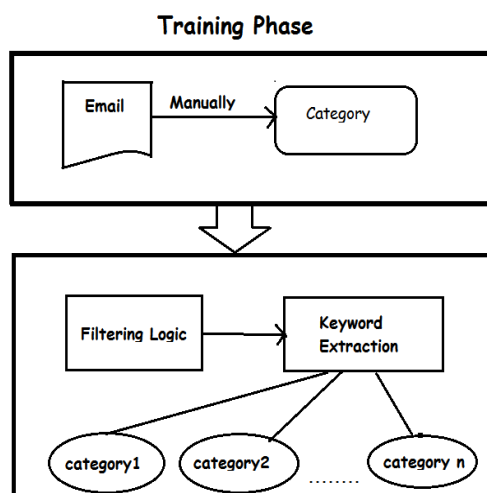 Training Phase
Email
Manually
Category
Filtering Logic
Keyword
Extraction
category1
category2
........
category n